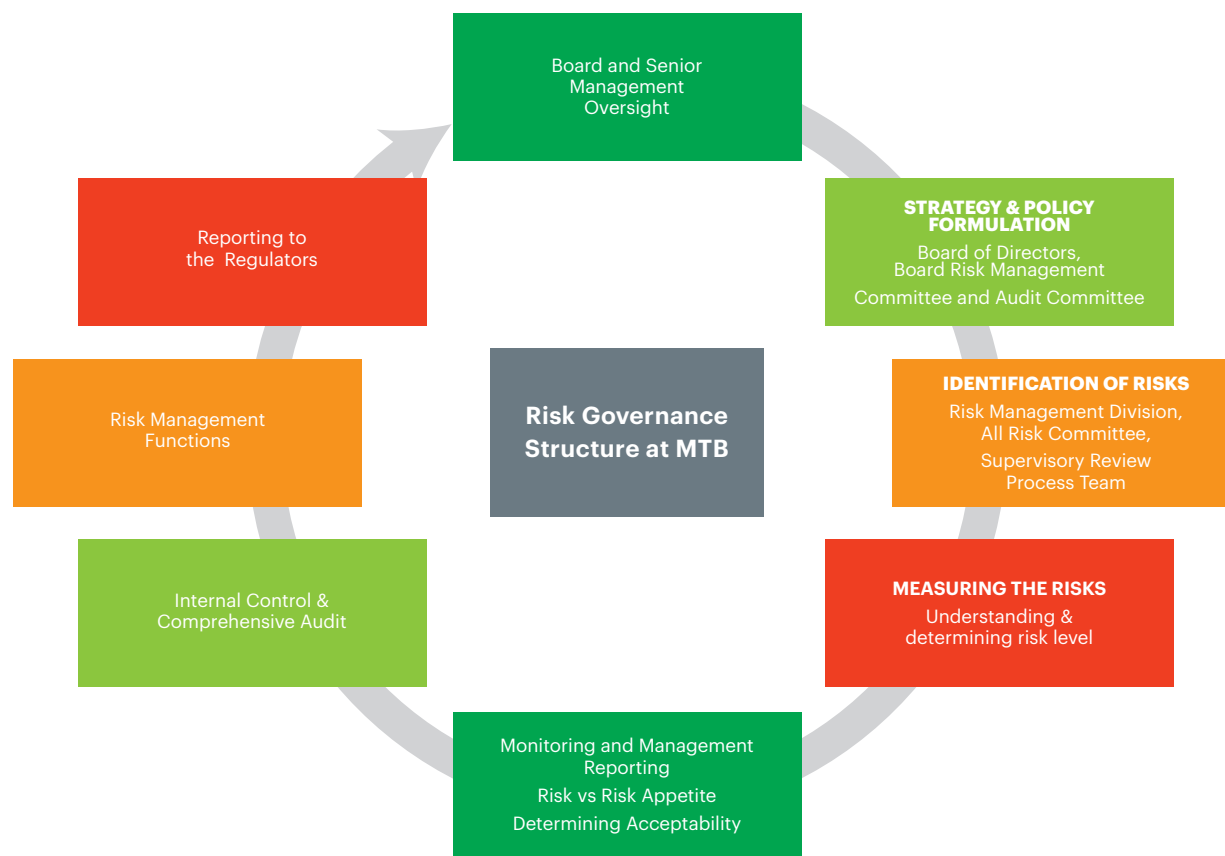 Board and Senior
Management
Oversight
STRATEGY & POLICY
FORMULATION
Board of Directors,
Board Risk Management
Committee and Audit Committee
IDENTIFICATION OF RISKS
Risk Management Division,
All Risk Committee,
Supervisory Review
Process Team
MEASURING THE RISKS
Understanding &
determining risk level
Monitoring and Management
Reporting
Risk vs Risk Appetite
Determining Acceptability
Internal Control &
Comprehensive Audit
Risk Management
Functions
Reporting to
the Regulators
Risk Governance
Structure at MTB